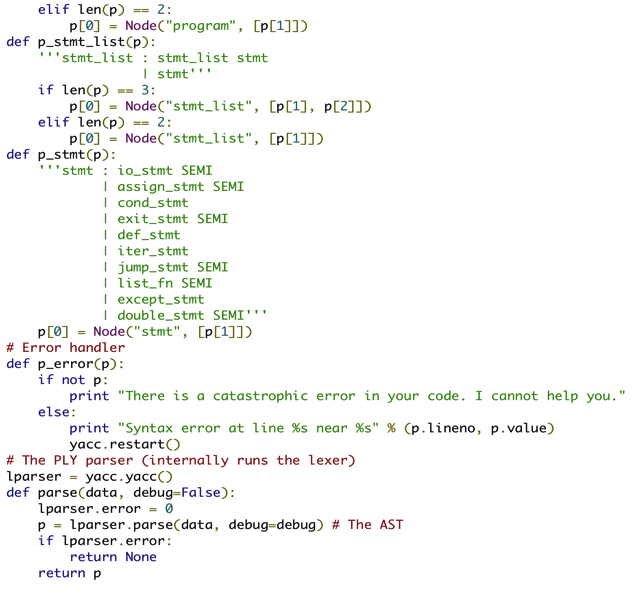 elif len(p) == 2:
        p[0] = Node("program", [p[1]])
def p_stmt_list(p):
    '''stmt_list : stmt_list stmt
                 | stmt'''
    if len(p) == 3:
        p[0] = Node("stmt_list", [p[1], p[2]])
    elif len(p) == 2:
        p[0] = Node("stmt_list", [p[1]])
def p_stmt(p):
    '''stmt : io_stmt SEMI
            | assign_stmt SEMI
            | cond_stmt
            | exit_stmt SEMI
            | def_stmt
            | iter_stmt
            | jump_stmt SEMI
            | list_fn SEMI
            | except_stmt
            | double_stmt SEMI'''
    p[0] = Node("stmt", [p[1]])
# Error handler
def p_error(p):
    if not p:
        print "There is a catastrophic error in your code. I cannot help you."
    else:
        print "Syntax error at line %s near %s" % (p.lineno, p.value)
        yacc.restart()
# The PLY parser (internally runs the lexer)
lparser = yacc.yacc()
def parse(data, debug=False):
    lparser.error = 0
    p = lparser.parse(data, debug=debug) # The AST
    if lparser.error:
        return None
    return p